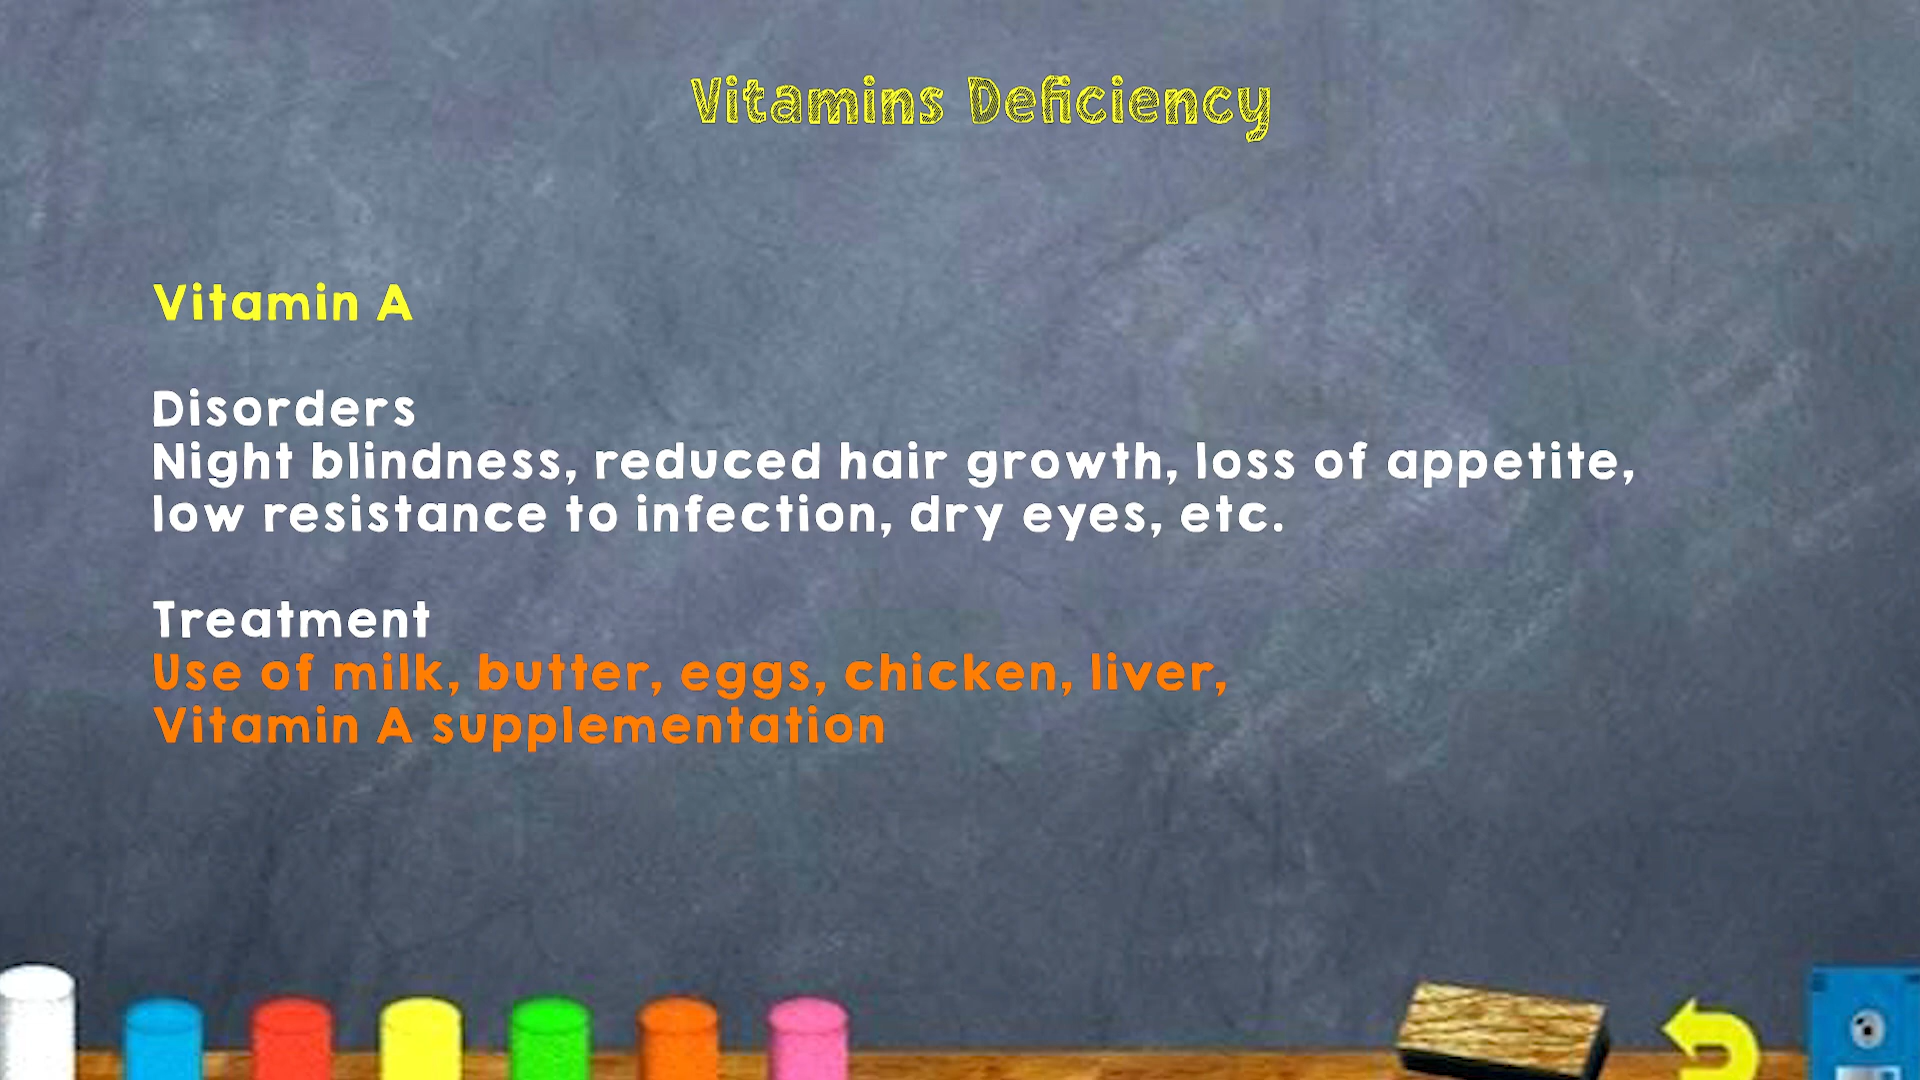 Vitamins Deficiency
Vitamin A
Disorders
Night blindness, reduced hair growth, loss of appetite,
low resistance to infection, dry eyes, etc.
Treatment
Use of milk, butter, eggs, chicken, liver,
Vitamin A supplementation